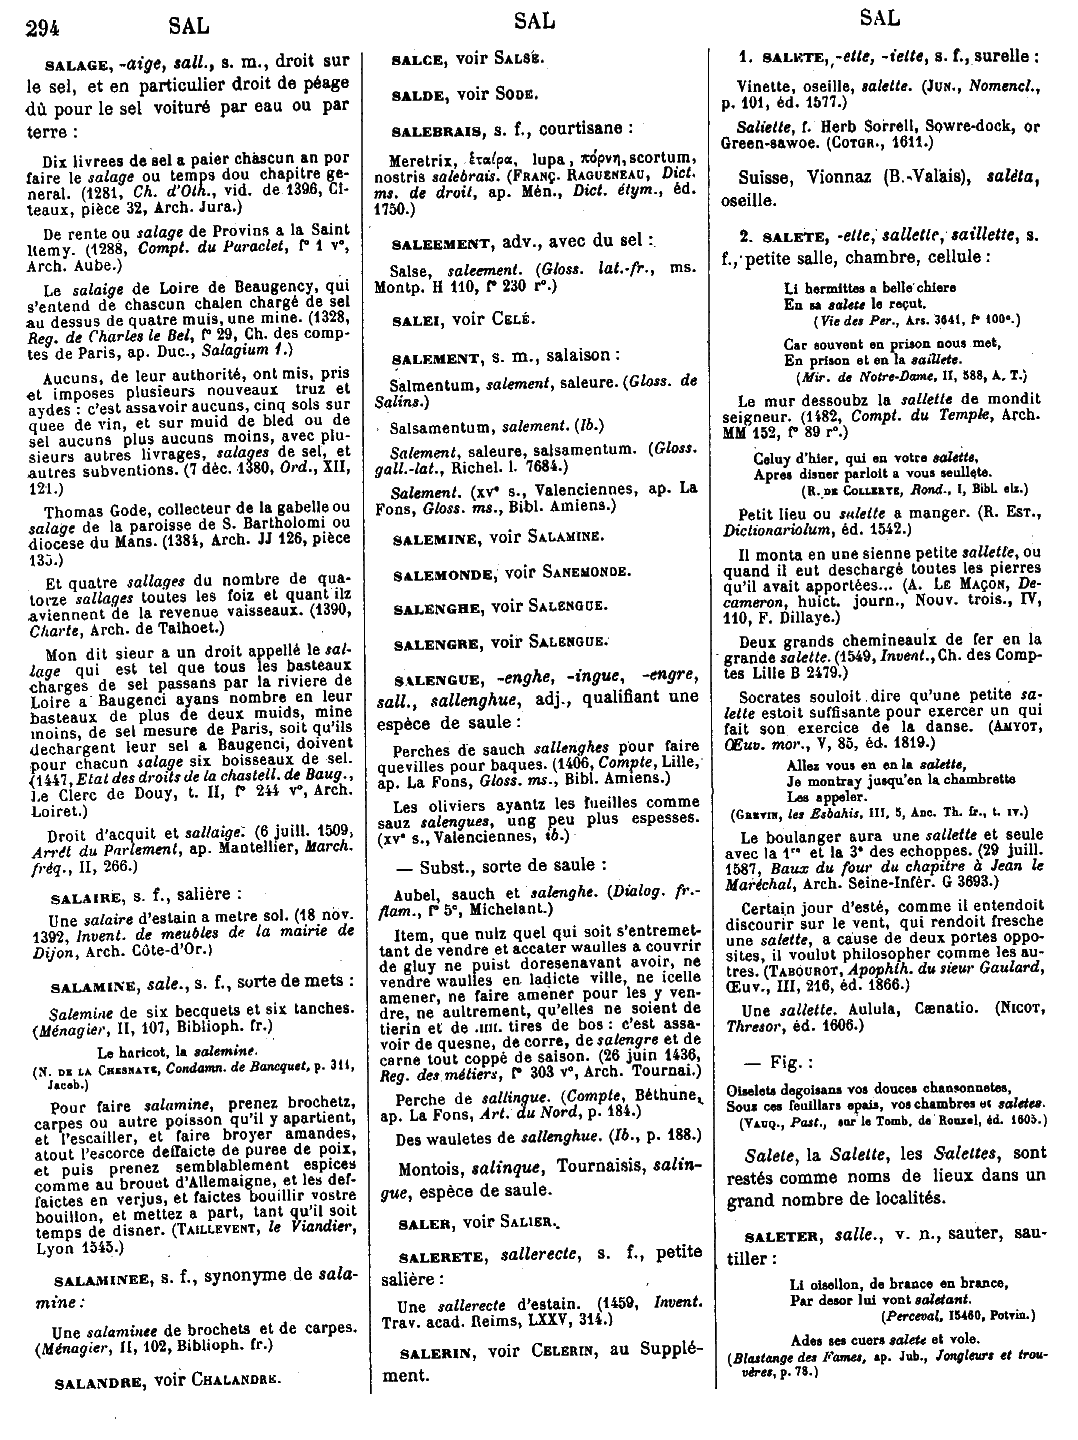 294 SAL
SALAGE, -aige, sall., s. m., droit sur
le sel, et en particulier droit de péage
dû pour le sel voituré par eau ou par
terre :
Dix livrees de sel a paier chascun an por
faire le salage ou temps dou chapitre ge-
neral. (1281, Ch. d'Oth., vid. de 1396, Cl-
teaux, pièce 32, Arch. Jura.)
De rente ou salage de Provins a la Saint
Remy. (1288, Compt. du Paraclet, f° 1 v°,
Arch. Aube.)
Le salaige de Loire de Beaugency, qui
s'entend de chascun chalen chargé de sel
au dessus de quatre muis, une mine. (1328,
Reg. de Charles le Bel, f° 29, Ch. des comp-
tes de Paris, ap. Duc., Salagium 1.)
Aucuns, de leur authorité, ont mis, pris
et imposes plusieurs nouveaux truz et
aydes : c'est assavoir aucuns, cinq sols sur
quee de vin, et sur muid de bled ou de
sel aucuns plus aucuns moins, avec plu-
sieurs autres livrages, salages de sel, et
autres subventions. (7 déc. 1380, Ord., XII,
121.)
Thomas Gode, collecteur de la gabelle ou
salage de la paroisse de S. Bartholomi ou
diocese du Mans. (1384, Arch. JJ 126, pièce
135.)
Et quatre sallages du nombre de qua-
torze sallages toutes les foiz et quant ilz
aviennent de la revenue vaisseaux. (1390,
Charte, Arch. de Talhoet.)
Mon dit sieur a un droit appellé le sal-
lage qui est tel que tous les basteaux
charges de sel passans par la riviere de
Loire a Baugenci ayans nombre en leur
basteaux de plus de deux muids, mine
moins, de sel mesure de Paris, soit qu'ils
dechargent leur sel a Baugenci, doivent
pour chacun salage six boisseaux de sel.
(1447, Etat des droits de la chastell. de Baug.,
Le Clerc de Douy, t. II, f° 244 v°, Arch.
Loiret.)
Droit d'acquit et sallaige. (6 juill. 1509,
Arrêt du Parlement, ap. Mantellier, March.
fréq., II, 266.)
SALAIRE, s. f., salière :
Une salaire d'estain a metre sol. (18 nov.
1392, Invent. de meubles de la mairie de
Dijon, Arch. Côte-d'Or.)
SALAMINE, sale., s. f., sorte de mets :
Salemine de six becquets et six tanches.
(Ménagier, II, 107, Biblioph. fr.)
Le haricot, la salemine.
(N. DE LA CHESNAYE, Condamn. de Bancquet, p. 311,
Jacob.)
Pour faire salamine, prenez brochetz,
carpes ou autre poisson qu'il y apartient,
et l'escailler, et faire broyer amandes,
atout l'escorce deffaicte de puree de poix,
et puis prenez semblablement espices
comme au brouet d'Allemaigne, et les def-
faictes en verjus, et faictes bouillir vostre
bouillon, et mettez a part, tant qu'il soit
temps de disner. (TAILLEVENT, le Viandier,
Lyon 1545.)
SALAMINEE, s. f., synonyme de sala-
mine :
Une salaminee de brochets et de carpes.
(Ménagier, II, 102, Biblioph. fr.)
SALANDRE, voir CHALANDRE.
SAL
SALCE, voir SALSE.
SALDE, voir SODE.
SALEBRAIS, s. f., courtisane :
Meretrix, ἑταίρα, lupa, πόρνη, scortum,
nostris salebrais. (FRANÇ. RAGUENEAU, Dict.
ms. de droit, ap. Mén., Dict. étym., éd.
1750.)
SALEEMENT, adv., avec du sel :
Salse, saleement. (Gloss. lat.-fr., ms.
Montp. H 110, f° 230 r°.)
SALEI, voir CELÉ.
SALEMENT, s. m., salaison :
Salmentum, salement, saleure. (Gloss. de
Salins.)
Salsamentum, salement. (Ib.)
Salement, saleure, salsamentum. (Gloss.
gall.-lat., Richel. l. 7684.)
Salement. (xv° s., Valenciennes, ap. La
Fons, Gloss. ms., Bibl. Amiens.)
SALEMINE, voir SALAMINE.
SALEMONDE, voir SANEMONDE.
SALENGHE, voir SALENGUE.
SALENGRE, voir SALENGUE.
SALENGUE, -enghe, -ingue, -engre,
sall., sallenghue, adj., qualifiant une
espèce de saule :
Perches de sauch sallenghes pour faire
quevilles pour baques. (1406, Compte, Lille,
ap. La Fons, Gloss. ms., Bibl. Amiens.)
Les oliviers ayantz les fueilles comme
sauz salengues, ung peu plus espesses.
(xv° s., Valenciennes, ib.)
— Subst., sorte de saule :
Aubel, sauch et salenghe. (Dialog. fr.-
flam., f° 5°, Michelant.)
Item, que nulz quel qui soit s'entremet-
tant de vendre et accater waulles a couvrir
de gluy ne puist doresenavant avoir, ne
vendre waulles en ladicte ville, ne icelle
amener, ne faire amener pour les y ven-
dre, ne aultrement, qu'elles ne soient de
tierin et de .IIII. tires de bos : c'est assa-
voir de quesne, de corre, de salengre et de
carne tout coppé de saison. (26 juin 1436,
Reg. des métiers, f° 303 v°, Arch. Tournai.)
Perche de sallingue. (Compte, Béthune,
ap. La Fons, Art. du Nord, p. 184.)
Des wauletes de sallenghue. (Ib., p. 188.)
Montois, salinque, Tournaisis, salin-
gue, espèce de saule.
SALER, voir SALIER.
SALERETE, sallerecte, s. f., petite
salière :
Une sallerecte d'estain. (1459, Invent.
Trav. acad. Reims, LXXV, 314.)
SALERIN, voir CELERIN, au Supplé-
ment.
SAL
1. SALETE, -ette, -iette, s. f., surelle :
Vinette, oseille, salette. (JUN., Nomencl.,
p. 101, éd. 1577.)
Saliette, f. Herb Sorrell, Sowre-dock, or
Green-sawoe. (COTGR., 1611.)
Suisse, Vionnaz (B.-Valais), saléta,
oseille.
2. SALETE, -ette, sallette, saillette, s.
f., petite salle, chambre, cellule :
Li hermittes a belle chiere
En sa salete le reçut.
(Vie des Per., Ars. 3641, f° 100°.)
Car souvent en prison nous met,
En prison et en la saillete.
(Mir. de Notre-Dame, II, 588, A. T.)
Le mur dessoubz la sallette de mondit
seigneur. (1482, Compt. du Temple, Arch.
MM 152, f° 89 r°.)
Celuy d'hier, qui en votre salette,
Apres disner parloit a vous seullete.
(R. DE COLLERYE, Rond., I, Bibl. elz.)
Petit lieu ou salette a manger. (R. EST.,
Dictionariolum, éd. 1542.)
Il monta en une sienne petite sallette, ou
quand il eut deschargé toutes les pierres
qu'il avait apportées... (A. LE MAÇON, De-
cameron, huict. journ., Nouv. trois., IV,
110, F. Dillaye.)
Deux grands chemineaulx de fer en la
grande salette. (1549, Invent., Ch. des Comp-
tes Lille B 2479.)
Socrates souloit dire qu'une petite sa-
lette estoit suffisante pour exercer un qui
fait son exercice de la danse. (AMYOT,
Œuv. mor., V, 85, éd. 1819.)
Allez vous en en la salette,
Je montray jusqu'en la chambrette
Les appeler.
(GREVIN, les Esbahis, III, 5, Anc. Th. fr., t. IV.)
Le boulanger aura une sallette et seule
avec la 1re et la 3e des echoppes. (29 juill.
1587, Baux du four du chapitre à Jean le
Maréchal, Arch. Seine-Infér. G 3693.)
Certain jour d'esté, comme il entendoit
discourir sur le vent, qui rendoit fresche
une salette, a cause de deux portes oppo-
sites, il voulut philosopher comme les au-
tres. (TABOUROT, Apophth. du sieur Gaulard,
Œuv., III, 216, éd. 1866.)
Une sallette. Aulula, Cænatio. (NICOT,
Thresor, éd. 1606.)
— Fig. :
Oiselets degoisans vos douces chansonnetes,
Sous ces feuillars epais, vos chambres et saletes.
(VAUQ., Past., sur le Tomb. de Rouxel, éd. 1605.)
Salete, la Salette, les Salettes, sont
restés comme noms de lieux dans un
grand nombre de localités.
SALETER, salle., v. n., sauter, sau-
tiller :
Li oisellon, de brance en brance,
Par desor lui vont saletant.
(Perceval, 15460, Potvin.)
Ades ses cuers salete et vole.
(Blastange des Fames, ap. Jub., Jongleurs et trou-
vères, p. 78.)